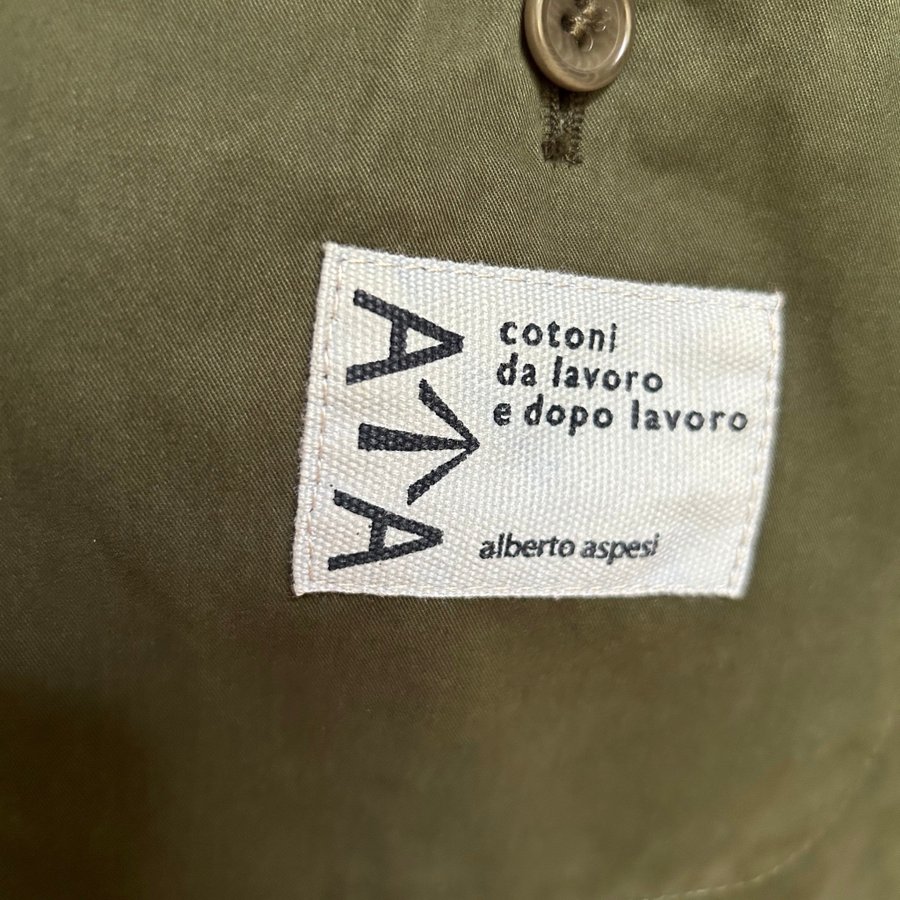 A↑A
cotoni
da lavoro
e dopo lavoro
alberto aspesi